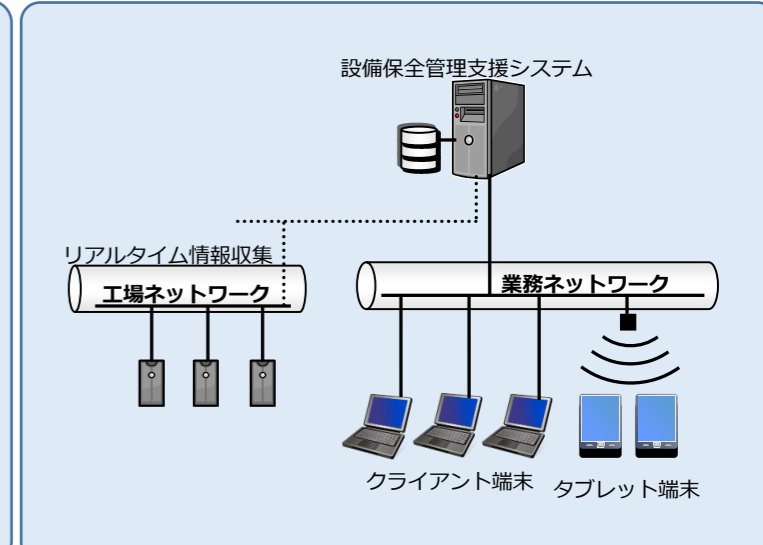 設備保全管理支援システム
リアルタイム情報収集
工場ネットワーク
業務ネットワーク
クライアント端末
タブレット端末